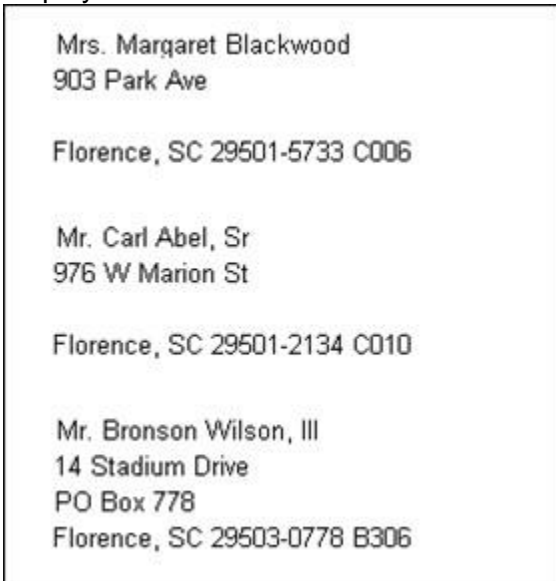 Mrs. Margaret Blackwood
903 Park Ave
Florence, SC 29501-5733 C006
Mr. Carl Abel, Sr
976 W Marion St
Florence, SC 29501-2134 C010
Mr. Bronson Wilson, III
14 Stadium Drive
PO Box 778
Florence, SC 29503-0778 B306